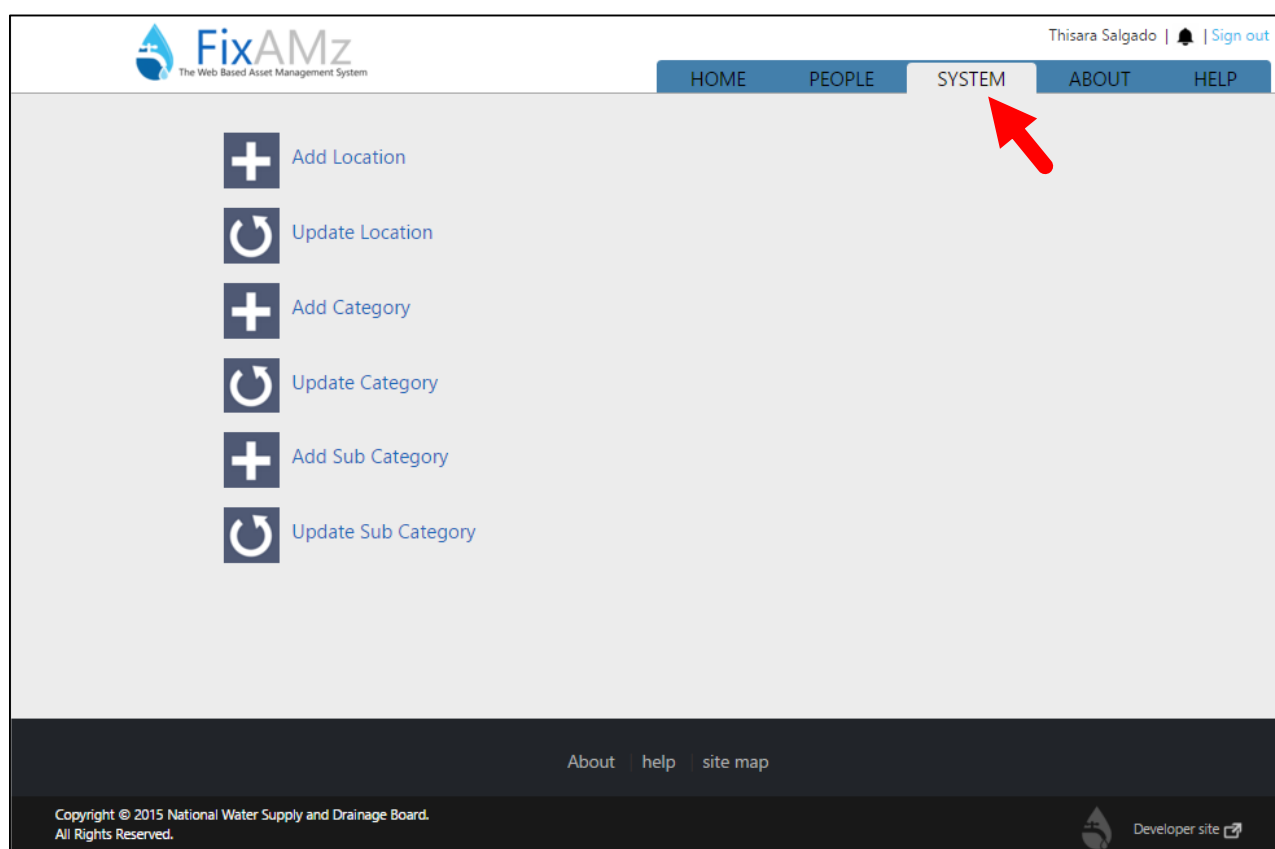 FixAMz
The Web Based Asset Management System
Thisara Salgado | | Sign out
HOME PEOPLE SYSTEM ABOUT HELP
Add Location
Update Location
Add Category
Update Category
Add Sub Category
Update Sub Category
About help site map
Copyright © 2015 National Water Supply and Drainage Board.
All Rights Reserved.
Developer site